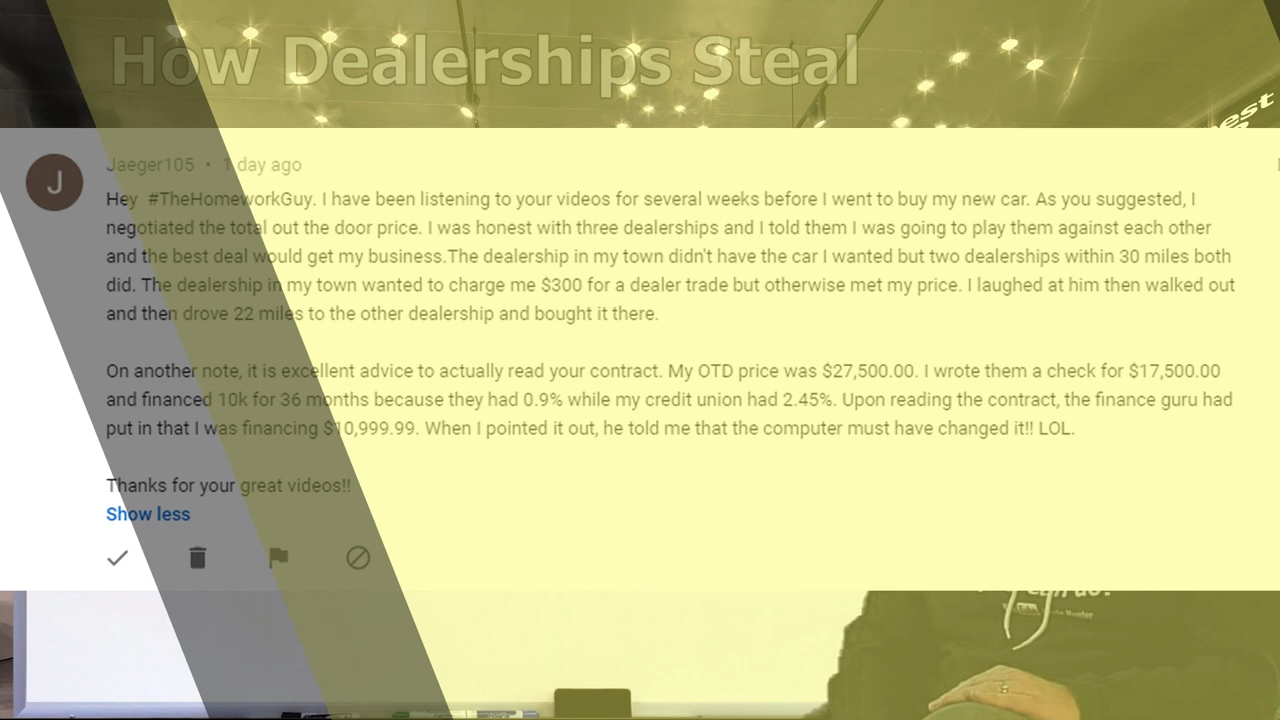 How Dealerships Steal
est
J
Jaeger105 • 1 day ago
Hey #TheHomeworkGuy. I have been listening to your videos for several weeks before I went to buy my new car. As you suggested, I
negotiated the total out the door price. I was honest with three dealerships and I told them I was going to play them against each other
and the best deal would get my business.The dealership in my town didn't have the car I wanted but two dealerships within 30 miles both
did. The dealership in my town wanted to charge me $300 for a dealer trade but otherwise met my price. I laughed at him then walked out
and then drove 22 miles to the other dealership and bought it there.
On another note, it is excellent advice to actually read your contract. My OTD price was $27,500.00. I wrote them a check for $17,500.00
and financed 10k for 36 months because they had 0.9% while my credit union had 2.45%. Upon reading the contract, the finance guru had
put in that I was financing $10,999.99. When I pointed it out, he told me that the computer must have changed it!! LOL.
Thanks for your great videos!!
Show less